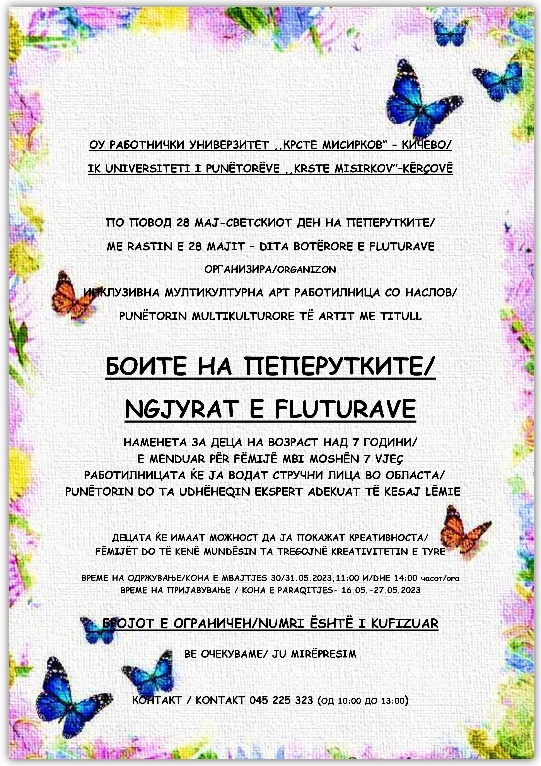 ОУ РАБОТНИЧКИ УНИВЕРЗИТЕТ ,,КРСТЕ МИСИРКОВ" – КИЧЕВО/
IK UNIVERSITETI I PUNËTORËVE ,,KRSTE MISIRKOV"-KËRÇOVË
ПО ПОВОД 28 МАЈ-СВЕТСКИОТ ДЕН НА ПЕПЕРУТКИТЕ/
ME RASTIN E 28 MAJIT – DITA BOTËRORE E FLUTURAVE
ОРГАНИЗИРА/ORGANIZON
ИНКЛУЗИВНА МУЛТИКУЛТУРНА АРТ РАБОТИЛНИЦА СО НАСЛОВ/
PUNËTORIN MULTIKULTURORE TË ARTIT ME TITULL
БОИТЕ НА ПЕПЕРУТКИТЕ/
NGJYRAT E FLUTURAVE
НАМЕНЕТА ЗА ДЕЦА НА ВОЗРАСТ НАД 7 ГОДИНИ/
E MENDUAR PËR FËMIJË MBI MOSHËN 7 VJEÇ
РАБОТИЛНИЦАТА ЌЕ ЈА ВОДАТ СТРУЧНИ ЛИЦА ВО ОБЛАСТА/
PUNËTORIN DO TA UDHËHEQIN EKSPERT ADEKUAT TË KESAJ LËMIE
ДЕЦАТА ЌЕ ИМААТ МОЖНОСТ ДА ЈА ПОКАЖАТ КРЕАТИВНОСТА/
FËMIJËT DO TË KENË MUNDËSIN TA TREGOJNË KREATIVITETIN E TYRE
ВРЕМЕ НА ОДРЖУВАЊЕ/КОНА Е MBAJTJES 30/31.05.2023,11:00 И/DHE 14:00 часот/ora
ВРЕМЕ НА ПРИЈАВУВАЊЕ / КОНА Е PARAQITJES- 16.05.-27.05.2023
БРОЈОТ Е ОГРАНИЧЕН/NUMRI ËSHTË I KUFIZUAR
ВЕ ОЧЕКУВАМЕ/ JU MIRËPRESIM
КОНТАКТ / KONTAKT 045 225 323 (ОД 10:00 ДО 13:00)